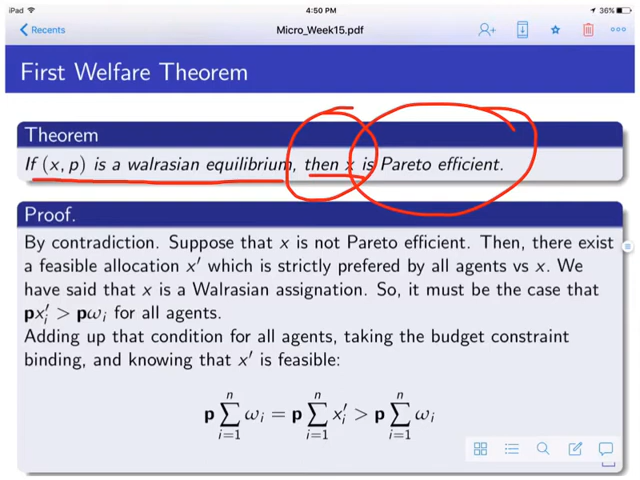 iPad
4:50 PM
36%
Recents
Micro_Week15.pdf
First Welfare Theorem
Theorem
If (x, p) is a walrasian equilibrium, then x is Pareto efficient.
Proof.
By contradiction. Suppose that x is not Pareto efficient. Then, there exist
a feasible allocation x′ which is strictly prefered by all agents vs x. We
have said that x is a Walrasian assignation. So, it must be the case that
px′ᵢ > pωᵢ for all agents.
Adding up that condition for all agents, taking the budget constraint
binding, and knowing that x′ is feasible:
p ∑ⁿᵢ₌₁ ωᵢ = p ∑ⁿᵢ₌₁ x′ᵢ > p ∑ⁿᵢ₌₁ ωᵢ